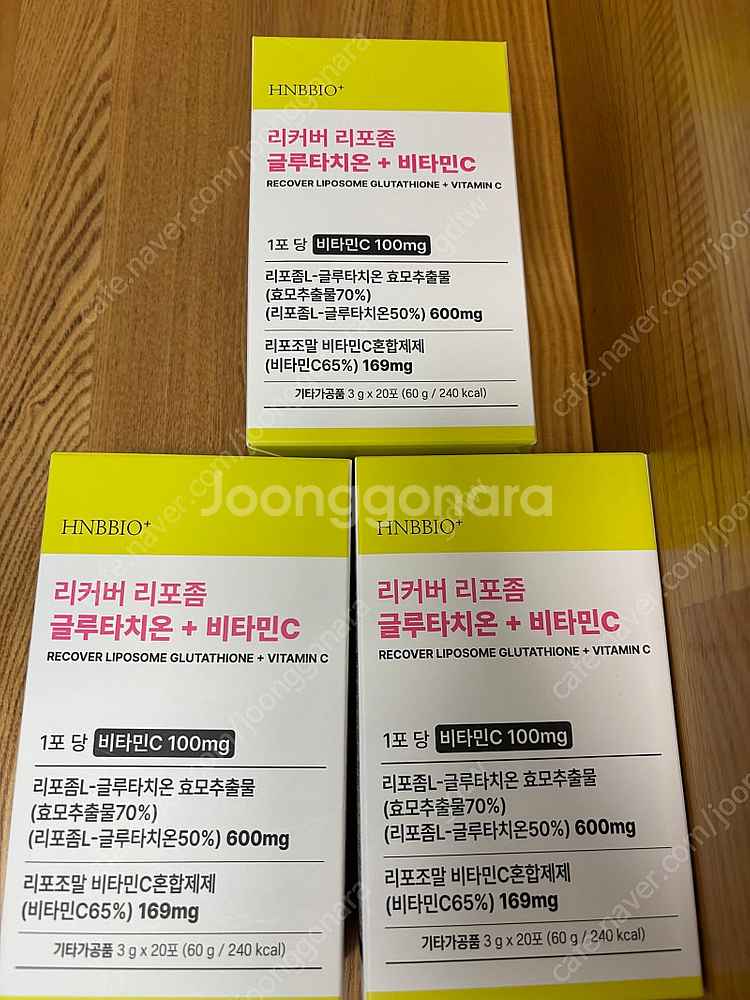 HNBBIO+
리커버 리포좀
글루타치온 + 비타민C
RECOVER LIPOSOME GLUTATHIONE + VITAMIN C
1포 당 비타민C 100mg
리포좀L-글루타치온 효모추출물
(효모추출물70%)
(리포좀L-글루타치온50%) 600mg
리포조말 비타민C혼합제제
(비타민C65%) 169mg
기타가공품 3 g x 20포 (60 g / 240 kcal)
Joonggonara
HNBBIO+
리커버 리포좀
글루타치온 + 비타민C
RECOVER LIPOSOME GLUTATHIONE + VITAMIN C
1포 당 비타민C 100mg
리포좀L-글루타치온 효모추출물
(효모추출물70%)
(리포좀L-글루타치온50%) 600mg
리포조말 비타민C혼합제제
(비타민C65%) 169mg
기타가공품 3 g x 20포 (60 g / 240 kcal)
HNBBIO+
리커버 리포좀
글루타치온 + 비타민C
RECOVER LIPOSOME GLUTATHIONE + VITAMIN C
1포 당 비타민C 100mg
리포좀L-글루타치온 효모추출물
(효모추출물70%)
(리포좀L-글루타치온50%) 600mg
리포조말 비타민C혼합제제
(비타민C65%) 169mg
기타가공품 3 g x 20포 (60 g / 240 kcal)
cafe.naver.com/joonggonara